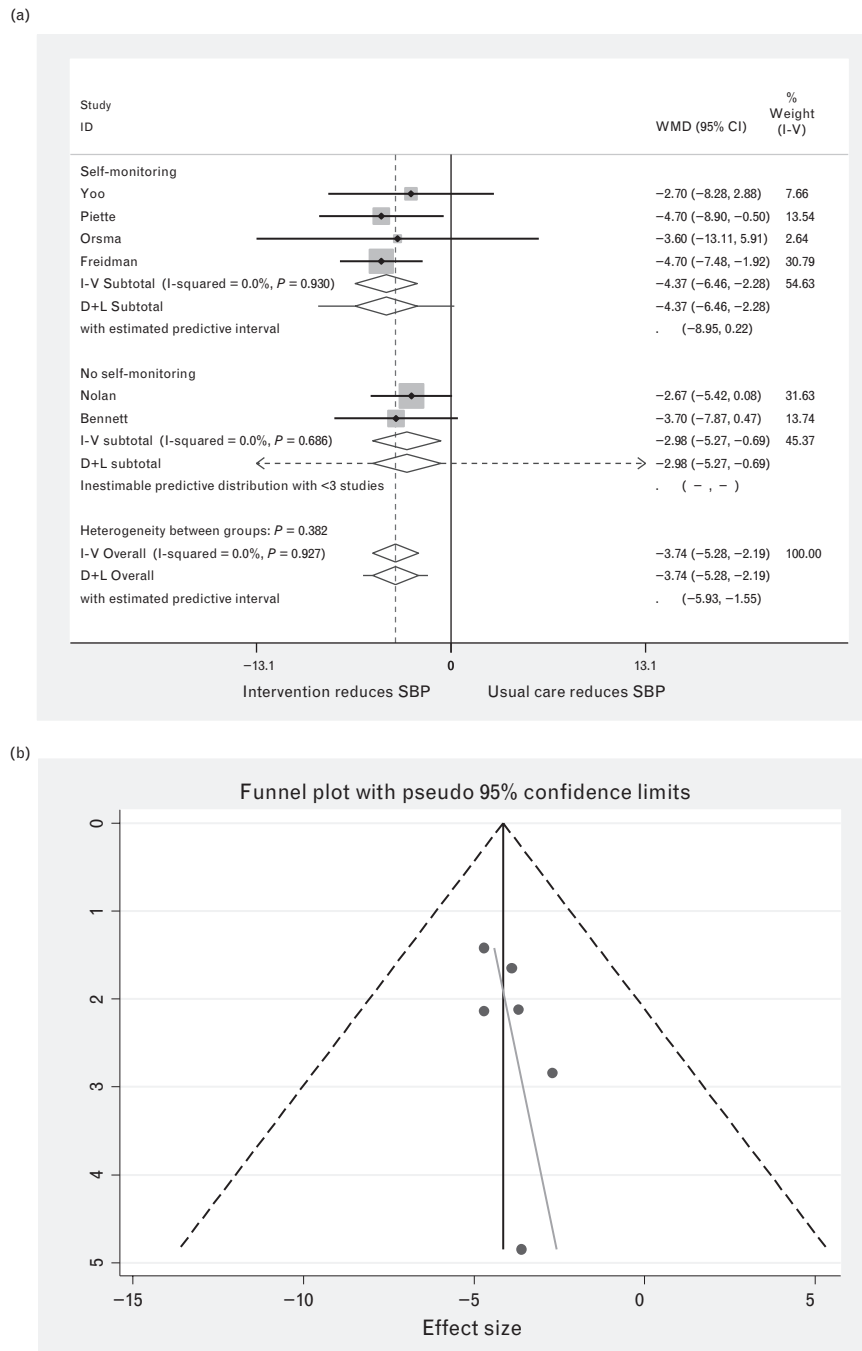 (a)
Study
ID
WMD (95% CI)
%
Weight
(I-V)
Self-monitoring
Yoo −2.70 (−8.28, 2.88) 7.66
Piette −4.70 (−8.90, −0.50) 13.54
Orsma −3.60 (−13.11, 5.91) 2.64
Freidman −4.70 (−7.48, −1.92) 30.79
I-V Subtotal (I-squared = 0.0%, P = 0.930) −4.37 (−6.46, −2.28) 54.63
D+L Subtotal −4.37 (−6.46, −2.28)
with estimated predictive interval . (−8.95, 0.22)
No self-monitoring
Nolan −2.67 (−5.42, 0.08) 31.63
Bennett −3.70 (−7.87, 0.47) 13.74
I-V subtotal (I-squared = 0.0%, P = 0.686) −2.98 (−5.27, −0.69) 45.37
D+L subtotal −2.98 (−5.27, −0.69)
Inestimable predictive distribution with <3 studies . ( − , − )
Heterogeneity between groups: P = 0.382
I-V Overall (I-squared = 0.0%, P = 0.927) −3.74 (−5.28, −2.19) 100.00
D+L Overall −3.74 (−5.28, −2.19)
with estimated predictive interval . (−5.93, −1.55)
−13.1 0 13.1
Intervention reduces SBP Usual care reduces SBP
(b)
Funnel plot with pseudo 95% confidence limits
0
1
2
3
4
5
−15 −10 −5 0 5
Effect size